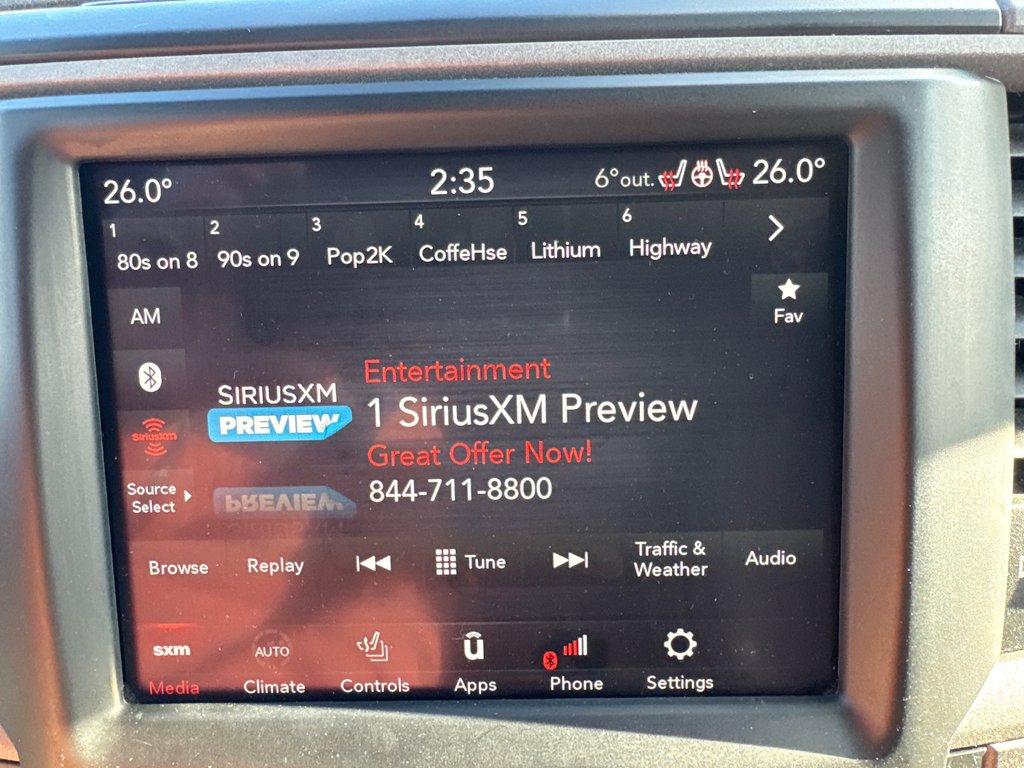 26.0° 2:35 6°out. 26.0°
1 2 3 4 5 6
80s on 8 90s on 9 Pop2K CoffeHse Lithium Highway
AM
Fav
Entertainment
SIRIUSXM
PREVIEW
1 SiriusXM Preview
SiriusXM
Great Offer Now!
844-711-8800
Source
Select
PREVIEW
Browse Replay Tune Traffic &
Weather Audio
sxm AUTO
Media Climate Controls Apps Phone Settings